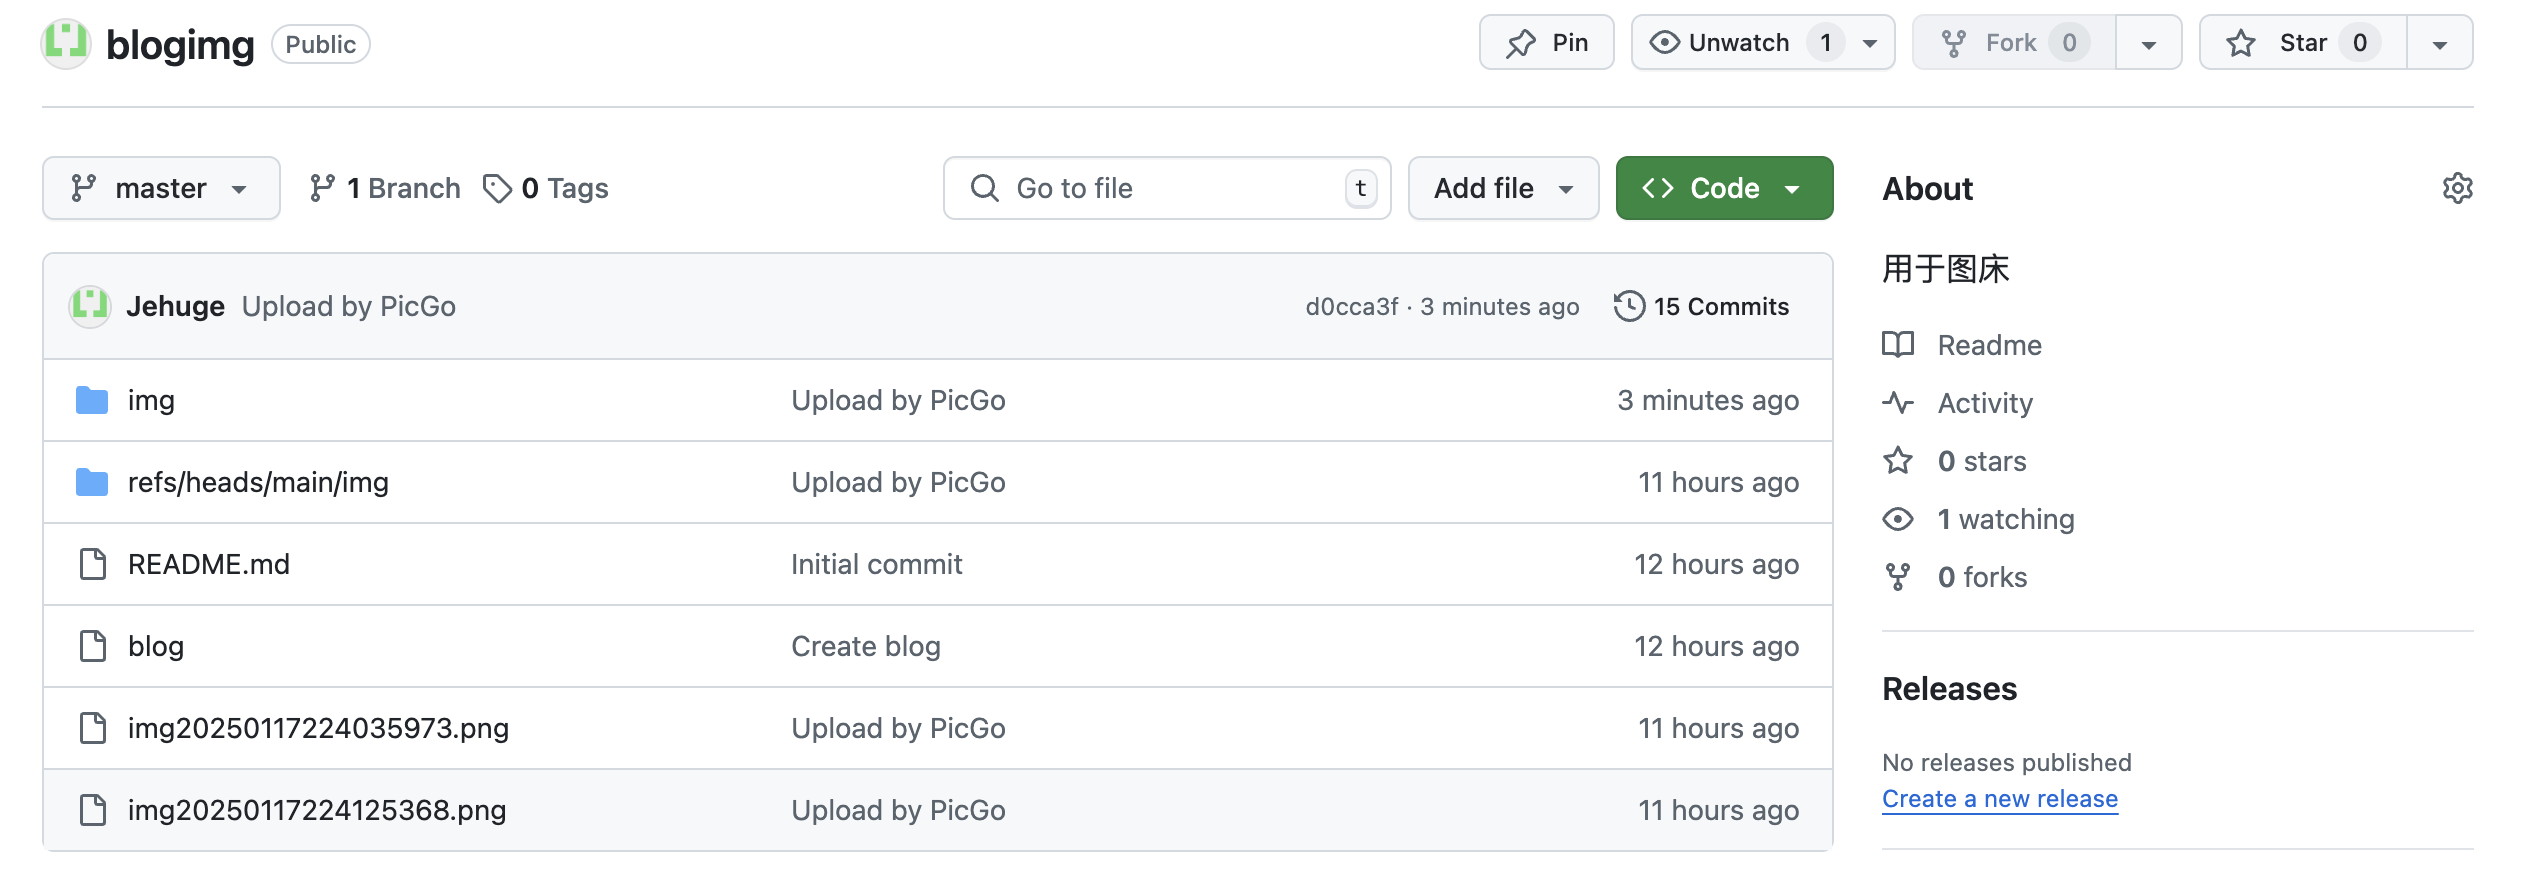 blogimg Public Pin Unwatch 1 Fork 0 Star 0
master 1 Branch 0 Tags Go to file t Add file Code
Jehuge Upload by PicGo d0cca3f · 3 minutes ago 15 Commits
img Upload by PicGo 3 minutes ago
refs/heads/main/img Upload by PicGo 11 hours ago
README.md Initial commit 12 hours ago
blog Create blog 12 hours ago
img20250117224035973.png Upload by PicGo 11 hours ago
img20250117224125368.png Upload by PicGo 11 hours ago
About
用于图床
Readme
Activity
0 stars
1 watching
0 forks
Releases
No releases published
Create a new release